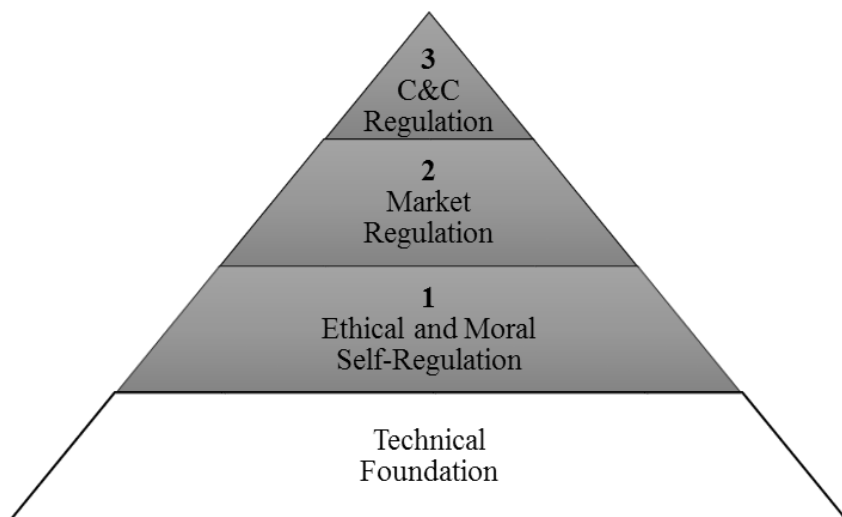 3
C&C
Regulation
2
Market
Regulation
1
Ethical and Moral
Self-Regulation
Technical
Foundation